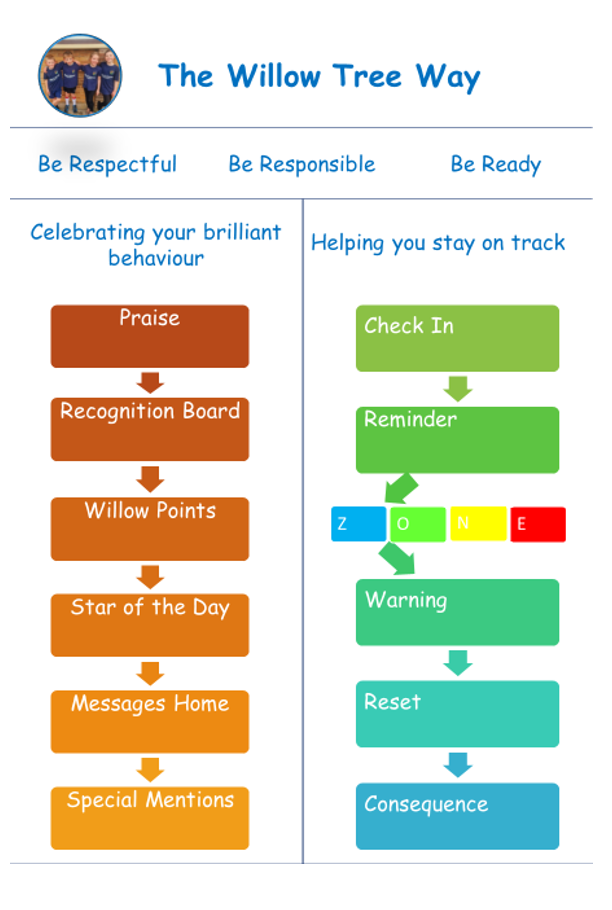 The Willow Tree Way
Be Respectful Be Responsible Be Ready
Celebrating your brilliant
behaviour
Praise
Recognition Board
Willow Points
Star of the Day
Messages Home
Special Mentions
Helping you stay on track
Check In
Reminder
Z O N E
Warning
Reset
Consequence